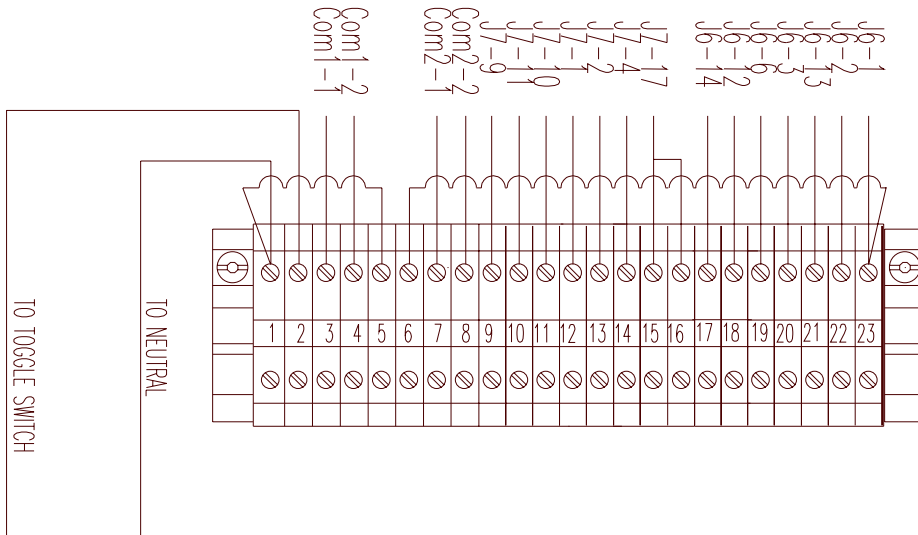 Com1-1
Com1-2
Com2-1
Com2-2
J7-9
J7-11
J7-10
J7-1
J7-2
J7-4
J7-17
J6-14
J6-12
J6-6
J6-3
J6-13
J6-2
J6-1
1 2 3 4 5 6 7 8 9 10 11 12 13 14 15 16 17 18 19 20 21 22 23
TO TOGGLE SWITCH
TO NEUTRAL